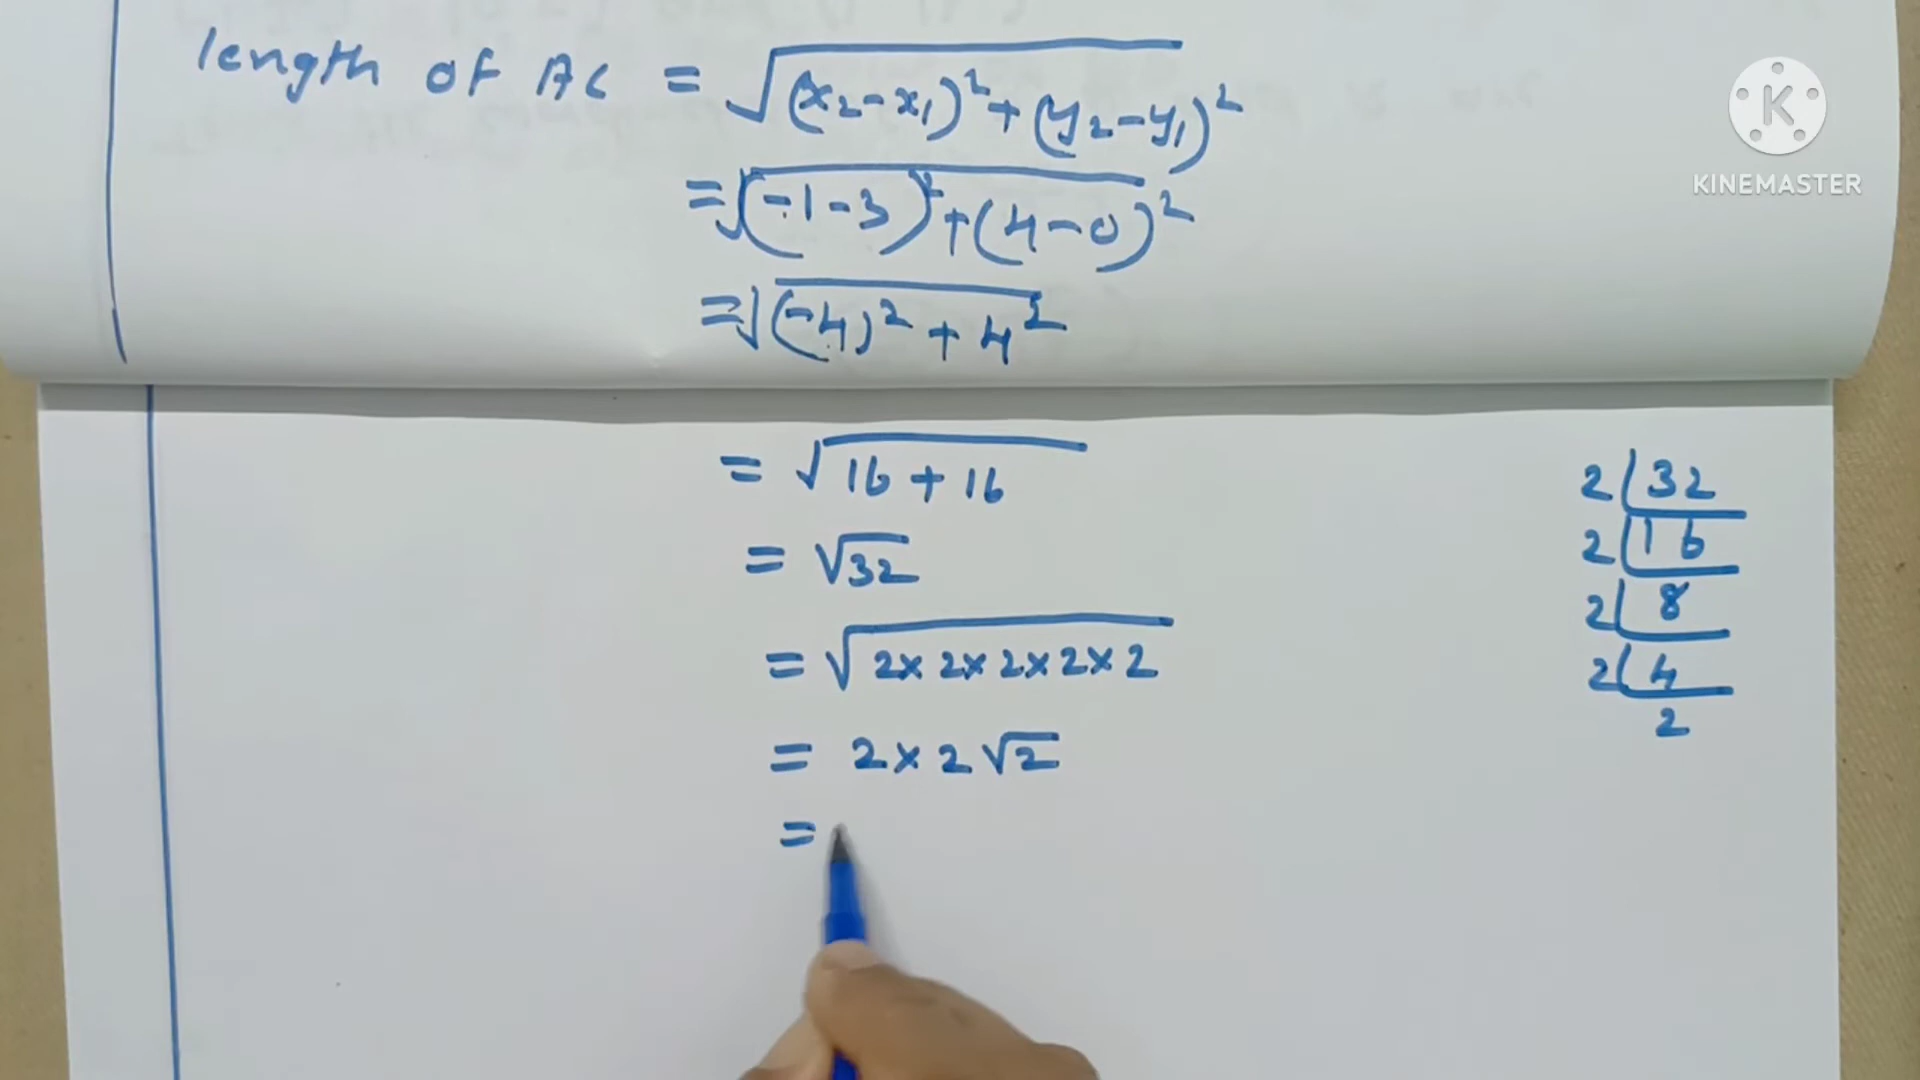 length of AC = √(x₂-x₁)² + (y₂-y₁)²
= √(-1-3)² + (4-0)²
= √(-4)² + 4²
= √16 + 16
= √32
= √2×2×2×2×2
= 2×2√2
=
2 | 32
2 | 16
2 | 8
2 | 4
2
K
KINEMASTER